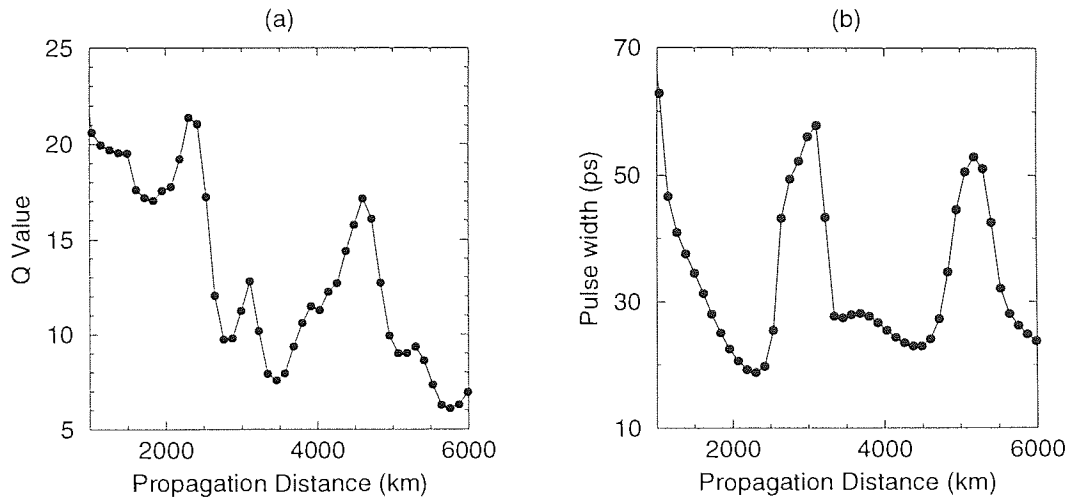 (a)
Q Value
25
20
15
10
5
2000 4000 6000
Propagation Distance (km)
(b)
Pulse width (ps)
70
50
30
10
2000 4000 6000
Propagation Distance (km)